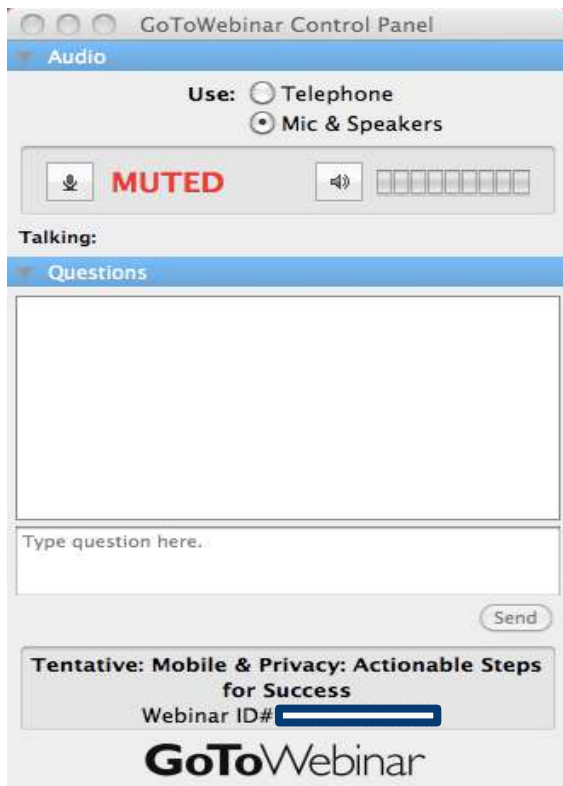 GoToWebinar Control Panel
Audio
Use: Telephone
Mic & Speakers
MUTED
Talking:
Questions
Type question here.
Send
Tentative: Mobile & Privacy: Actionable Steps
for Success
Webinar ID#
GoToWebinar